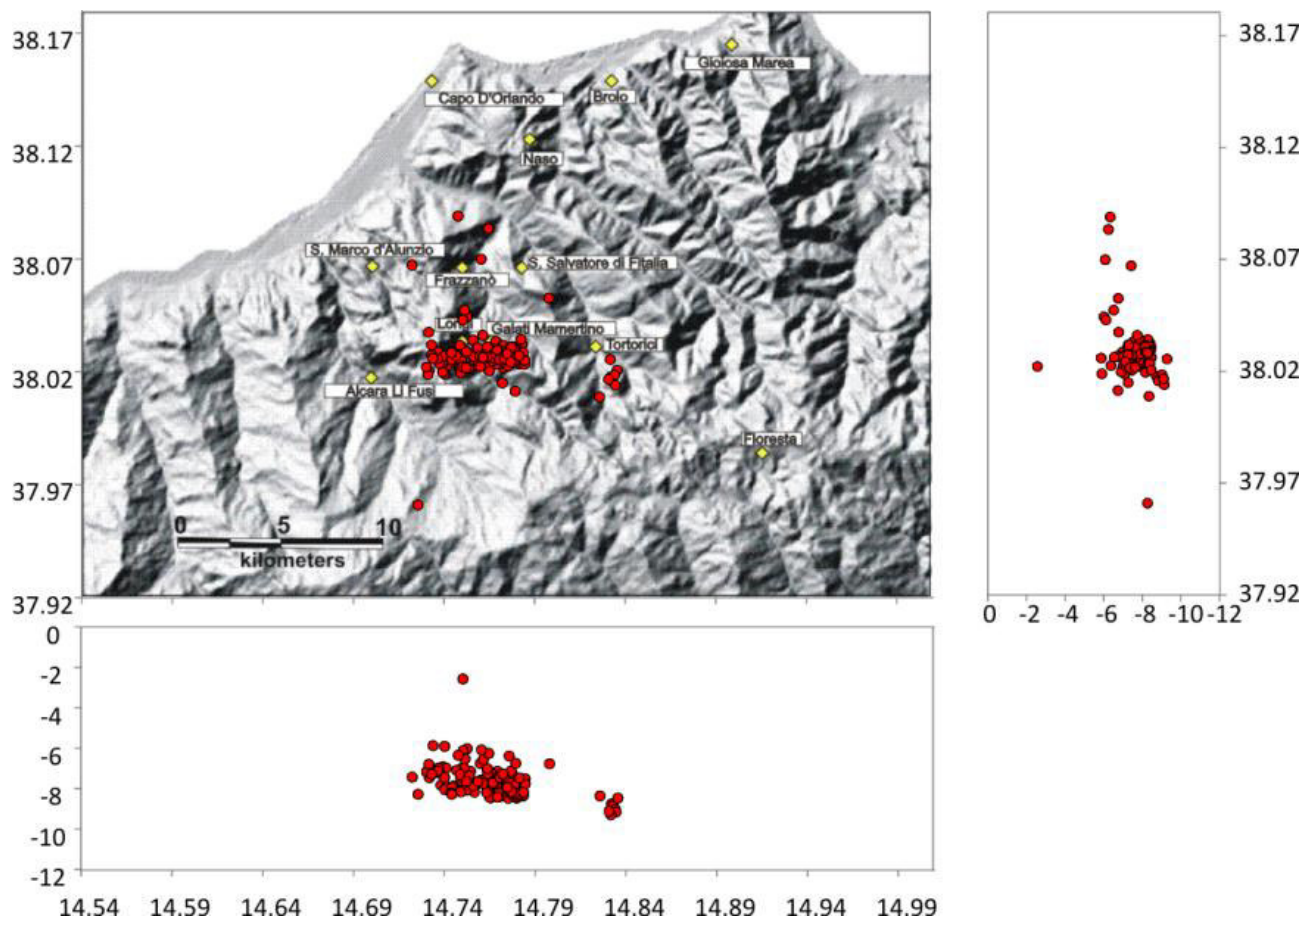 38.17
38.12
38.07
38.02
37.97
37.92
Gioiosa Marea
Capo D'Orlando
Brolo
Naso
S. Marco d'Alunzio
S. Salvatore di Fitalia
Frazzanò
Galati Mamertino
Tortorici
Alcara Li Fusi
Floresta
0 5 10
kilometers
38.17
38.12
38.07
38.02
37.97
37.92
0 -2 -4 -6 -8 -10 -12
0
-2
-4
-6
-8
-10
-12
14.54 14.59 14.64 14.69 14.74 14.79 14.84 14.89 14.94 14.99